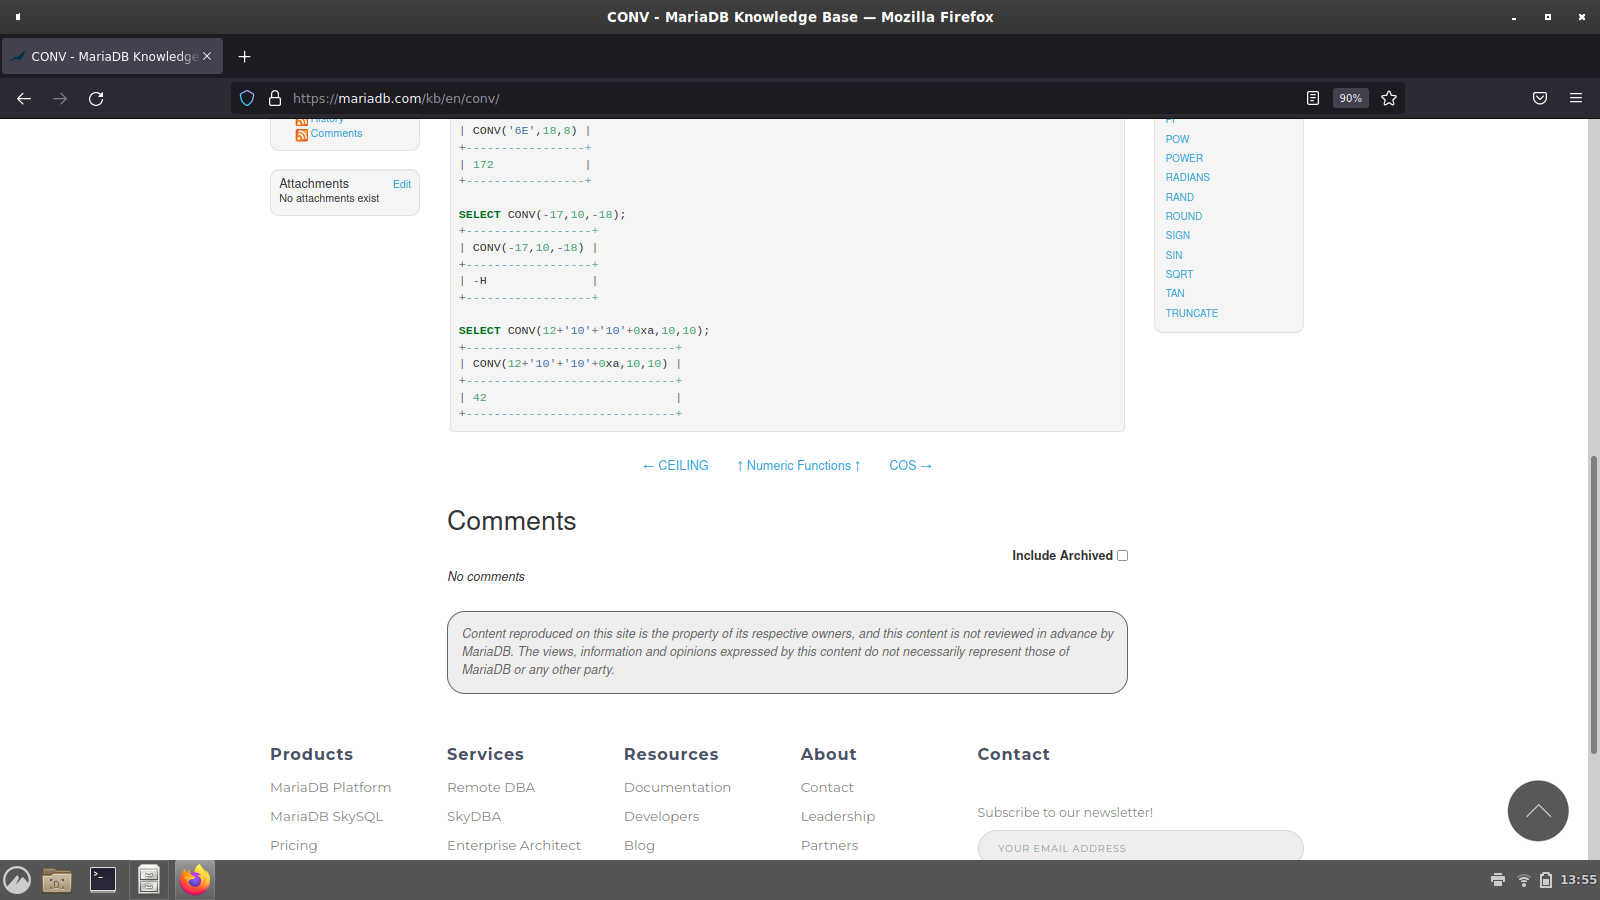 CONV - MariaDB Knowledge Base — Mozilla Firefox
CONV - MariaDB Knowledge
https://mariadb.com/kb/en/conv/
90%
History
Comments
Attachments
Edit
No attachments exist
| CONV('6E',18,8) |
+-----------------+
| 172             |
+-----------------+
SELECT CONV(-17,10,-18);
+------------------+
| CONV(-17,10,-18) |
+------------------+
| -H               |
+------------------+
SELECT CONV(12+'10'+'10'+0xa,10,10);
+------------------------------+
| CONV(12+'10'+'10'+0xa,10,10) |
+------------------------------+
| 42                           |
+------------------------------+
PI
POW
POWER
RADIANS
RAND
ROUND
SIGN
SIN
SQRT
TAN
TRUNCATE
← CEILING
↑ Numeric Functions ↑
COS →
Comments
Include Archived
No comments
Content reproduced on this site is the property of its respective owners, and this content is not reviewed in advance by
MariaDB. The views, information and opinions expressed by this content do not necessarily represent those of
MariaDB or any other party.
Products
MariaDB Platform
MariaDB SkySQL
Pricing
Services
Remote DBA
SkyDBA
Enterprise Architect
Resources
Documentation
Developers
Blog
About
Contact
Leadership
Partners
Contact
Subscribe to our newsletter!
YOUR EMAIL ADDRESS
13:55